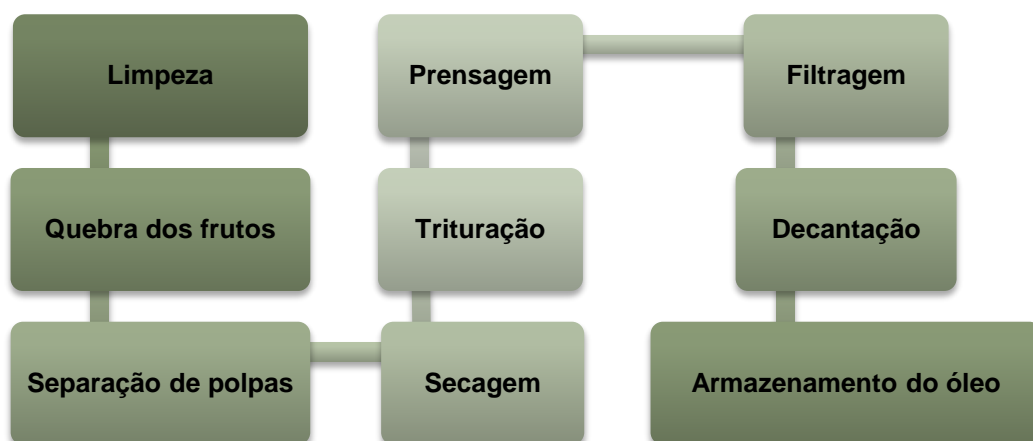 Limpeza
Quebra dos frutos
Separação de polpas
Secagem
Trituração
Prensagem
Filtragem
Decantação
Armazenamento do óleo